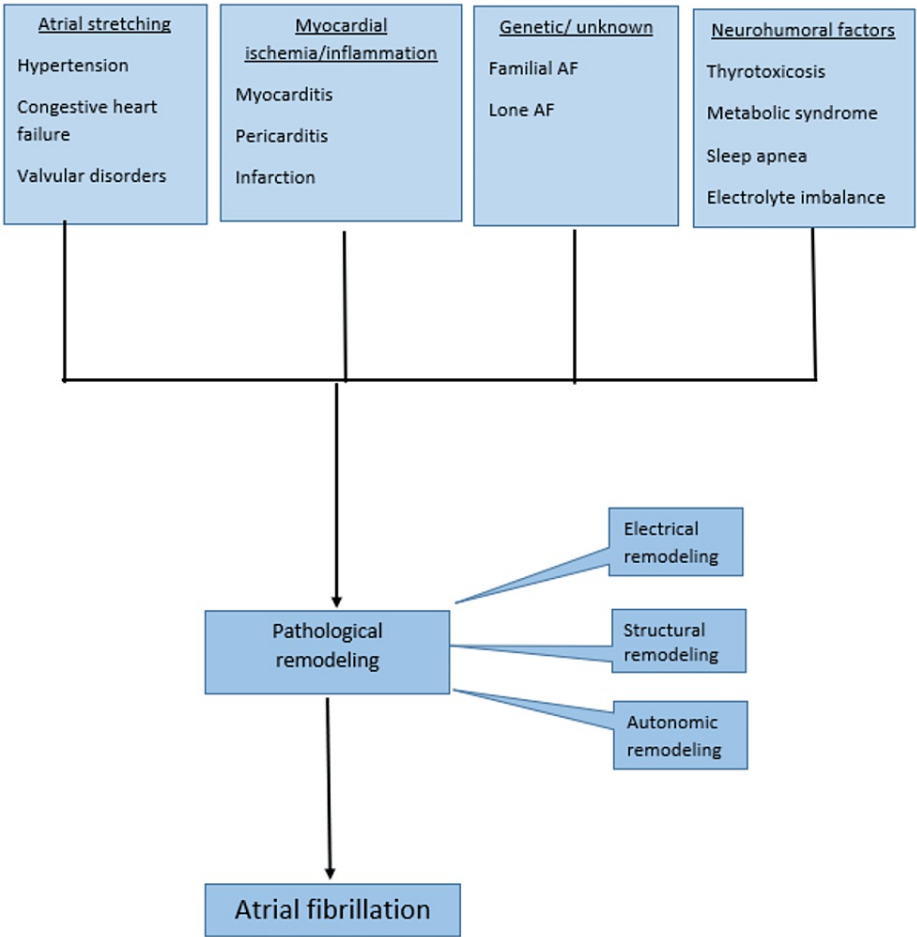 Atrial stretching
Hypertension
Congestive heart
failure
Valvular disorders
Myocardial
ischemia/inflammation
Myocarditis
Pericarditis
Infarction
Genetic/ unknown
Familial AF
Lone AF
Neurohumoral factors
Thyrotoxicosis
Metabolic syndrome
Sleep apnea
Electrolyte imbalance
Electrical
remodeling
Pathological
remodeling
Structural
remodeling
Autonomic
remodeling
Atrial fibrillation